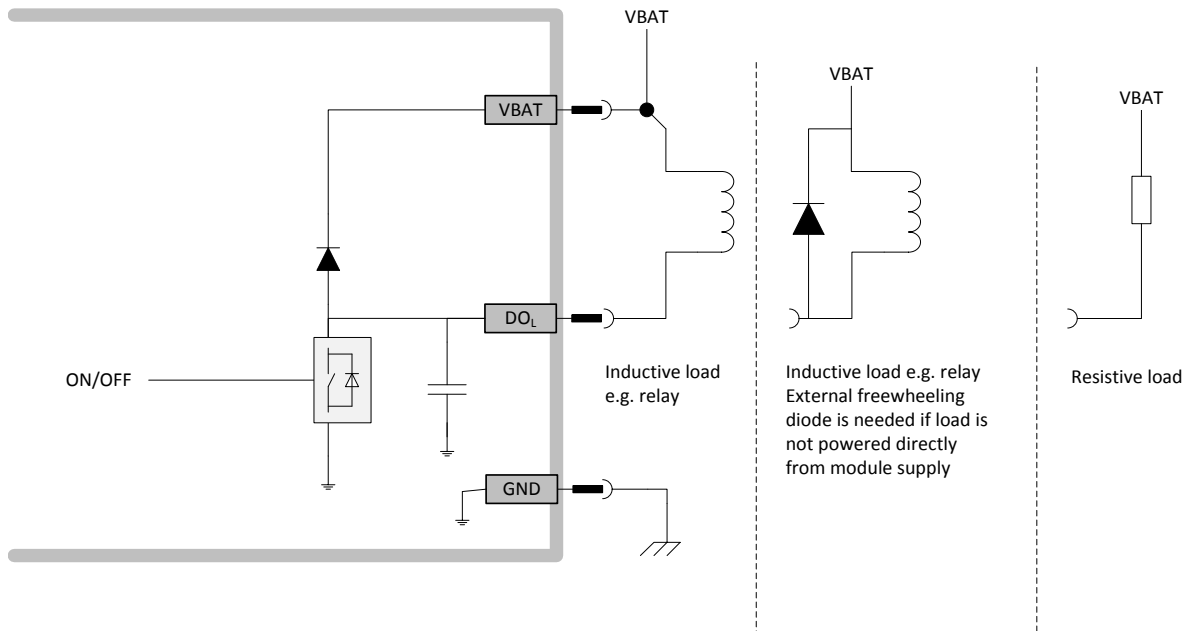 VBAT
VBAT
VBAT
VBAT
ON/OFF
DOL
GND
Inductive load
e.g. relay
Inductive load e.g. relay
External freewheeling
diode is needed if load is
not powered directly
from module supply
Resistive load